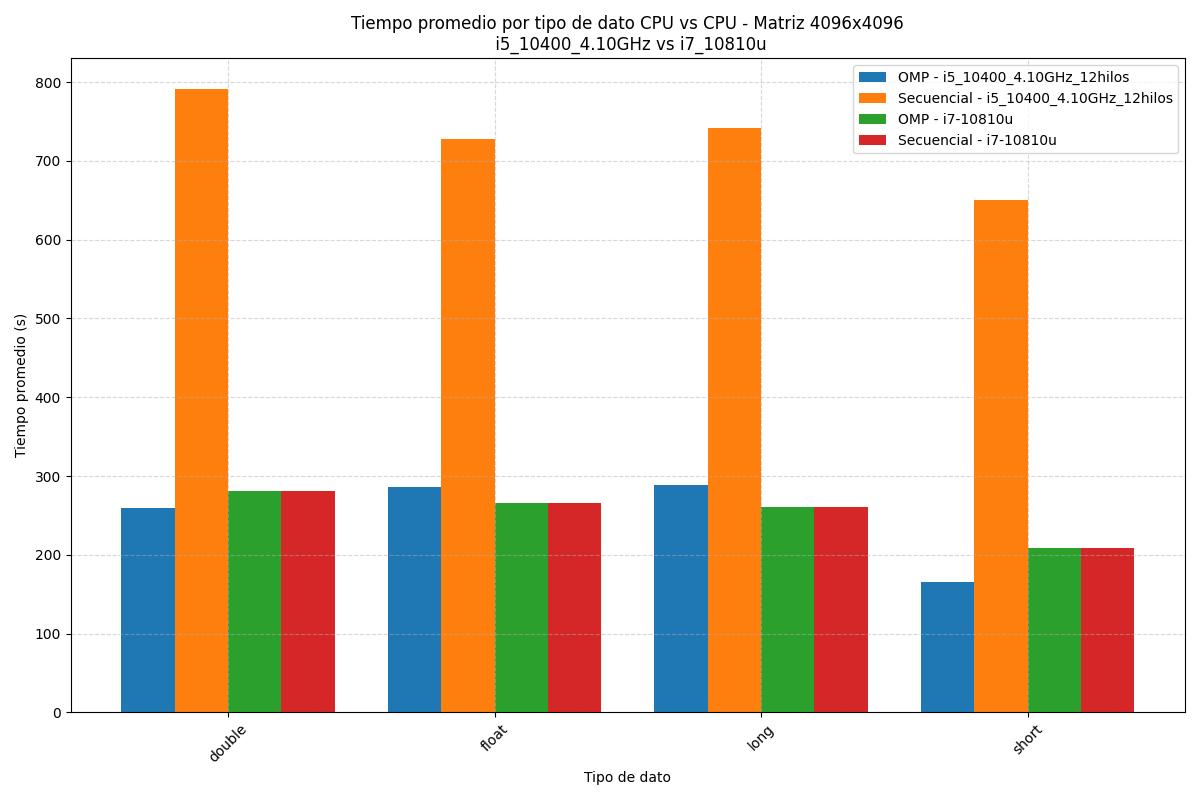 Tiempo promedio por tipo de dato CPU vs CPU - Matriz 4096x4096
i5_10400_4.10GHz vs i7_10810u
OMP - i5_10400_4.10GHz_12hilos
Secuencial - i5_10400_4.10GHz_12hilos
OMP - i7-10810u
Secuencial - i7-10810u
Tiempo promedio (s)
800
700
600
500
400
300
200
100
0
double
float
long
short
Tipo de dato